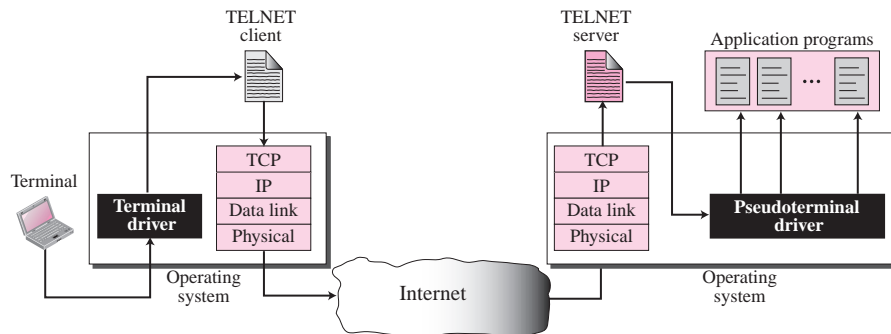 TELNET
client
TELNET
server
Application programs
...
Terminal
Terminal
driver
TCP
IP
Data link
Physical
TCP
IP
Data link
Physical
Pseudoterminal
driver
Operating
system
Internet
Operating
system